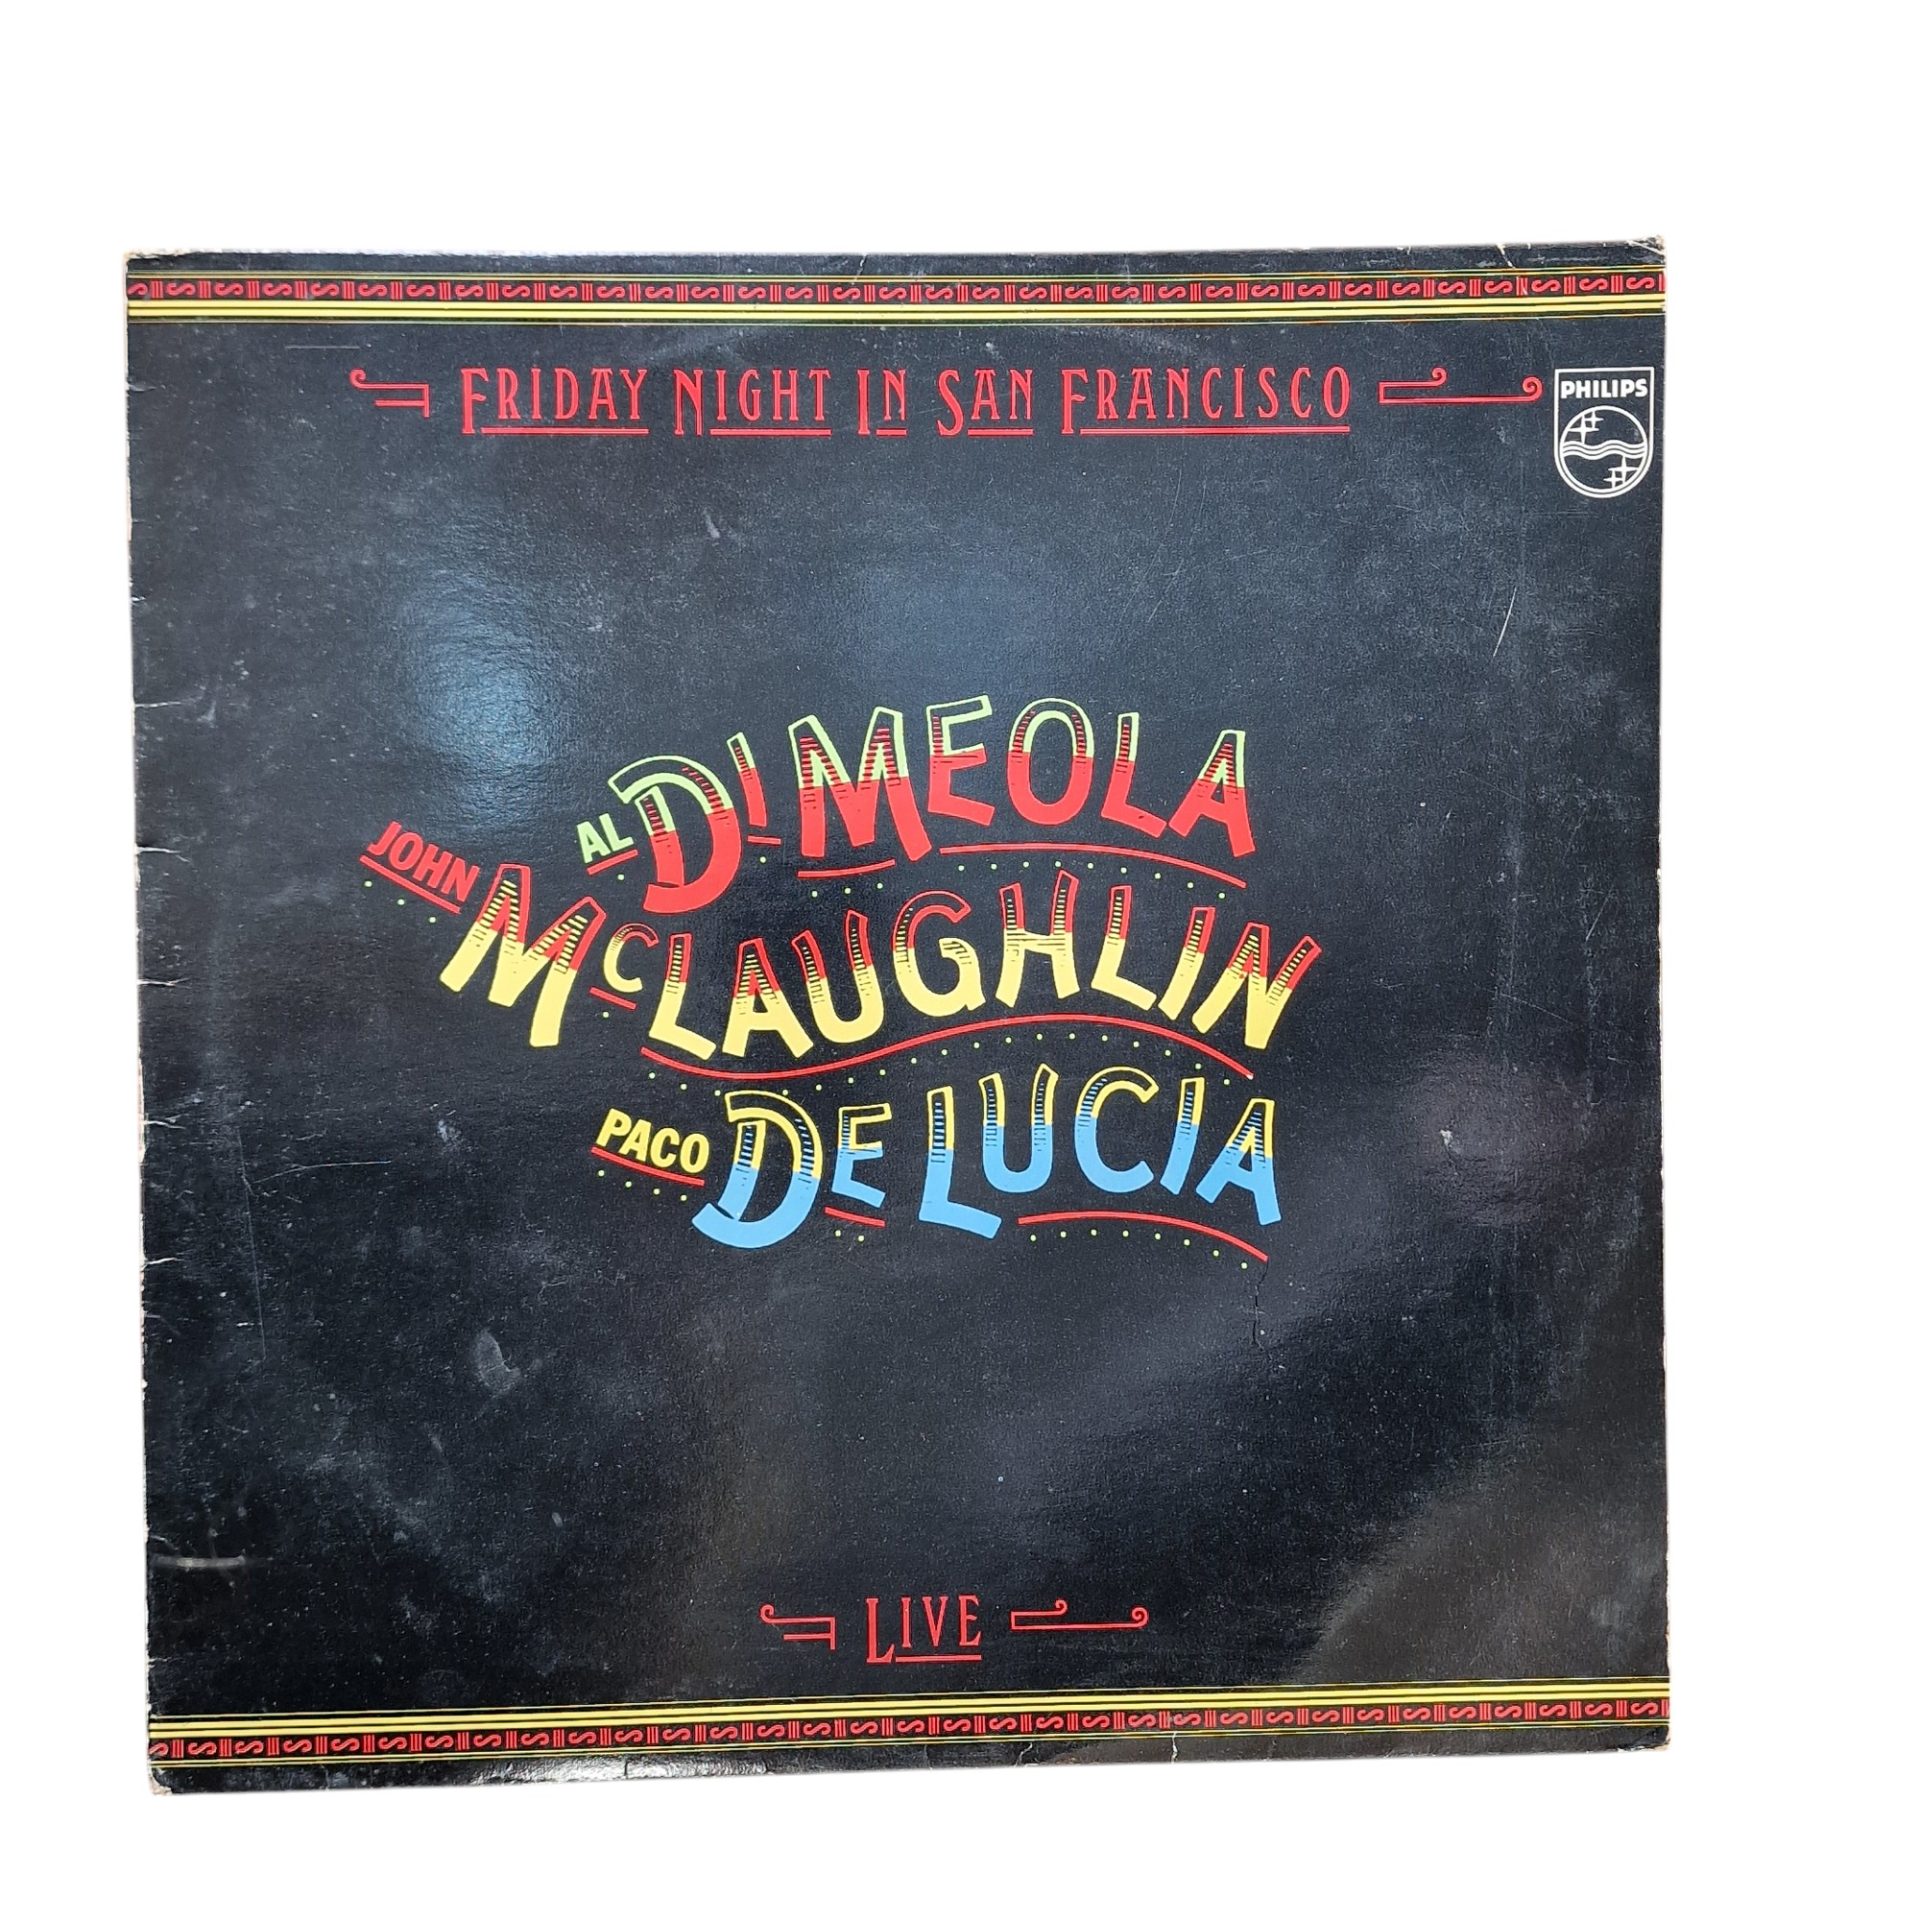 FRIDAY NIGHT IN SAN FRANCISCO
PHILIPS
AL DI MEOLA
JOHN MCLAUGHLIN
PACO DE LUCIA
LIVE